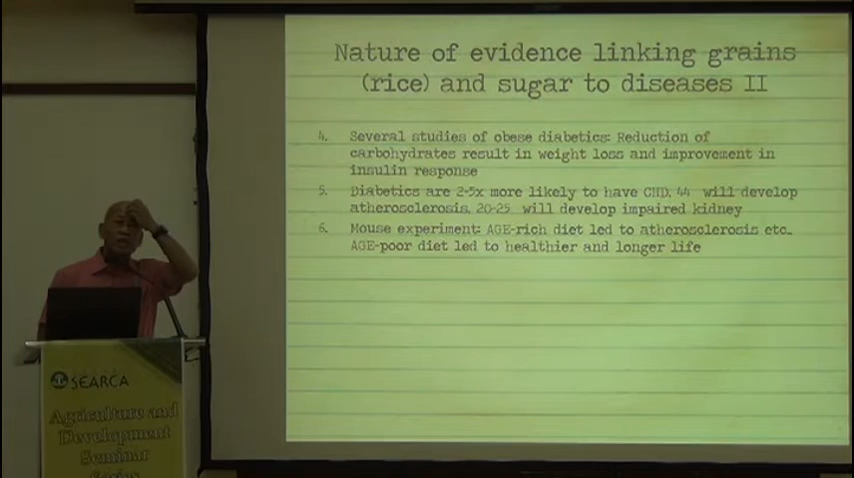 Nature of evidence linking grains
(rice) and sugar to diseases II
4. Several studies of obese diabetics: Reduction of
carbohydrates result in weight loss and improvement in
insulin response
5. Diabetics are 2-5x more likely to have CHD, 44 will develop
atherosclerosis, 20-25 will develop impaired kidney
6. Mouse experiment: AGE-rich diet led to atherosclerosis etc..
AGE-poor diet led to healthier and longer life
SEARCA
Agriculture and
Development
Seminar
Series